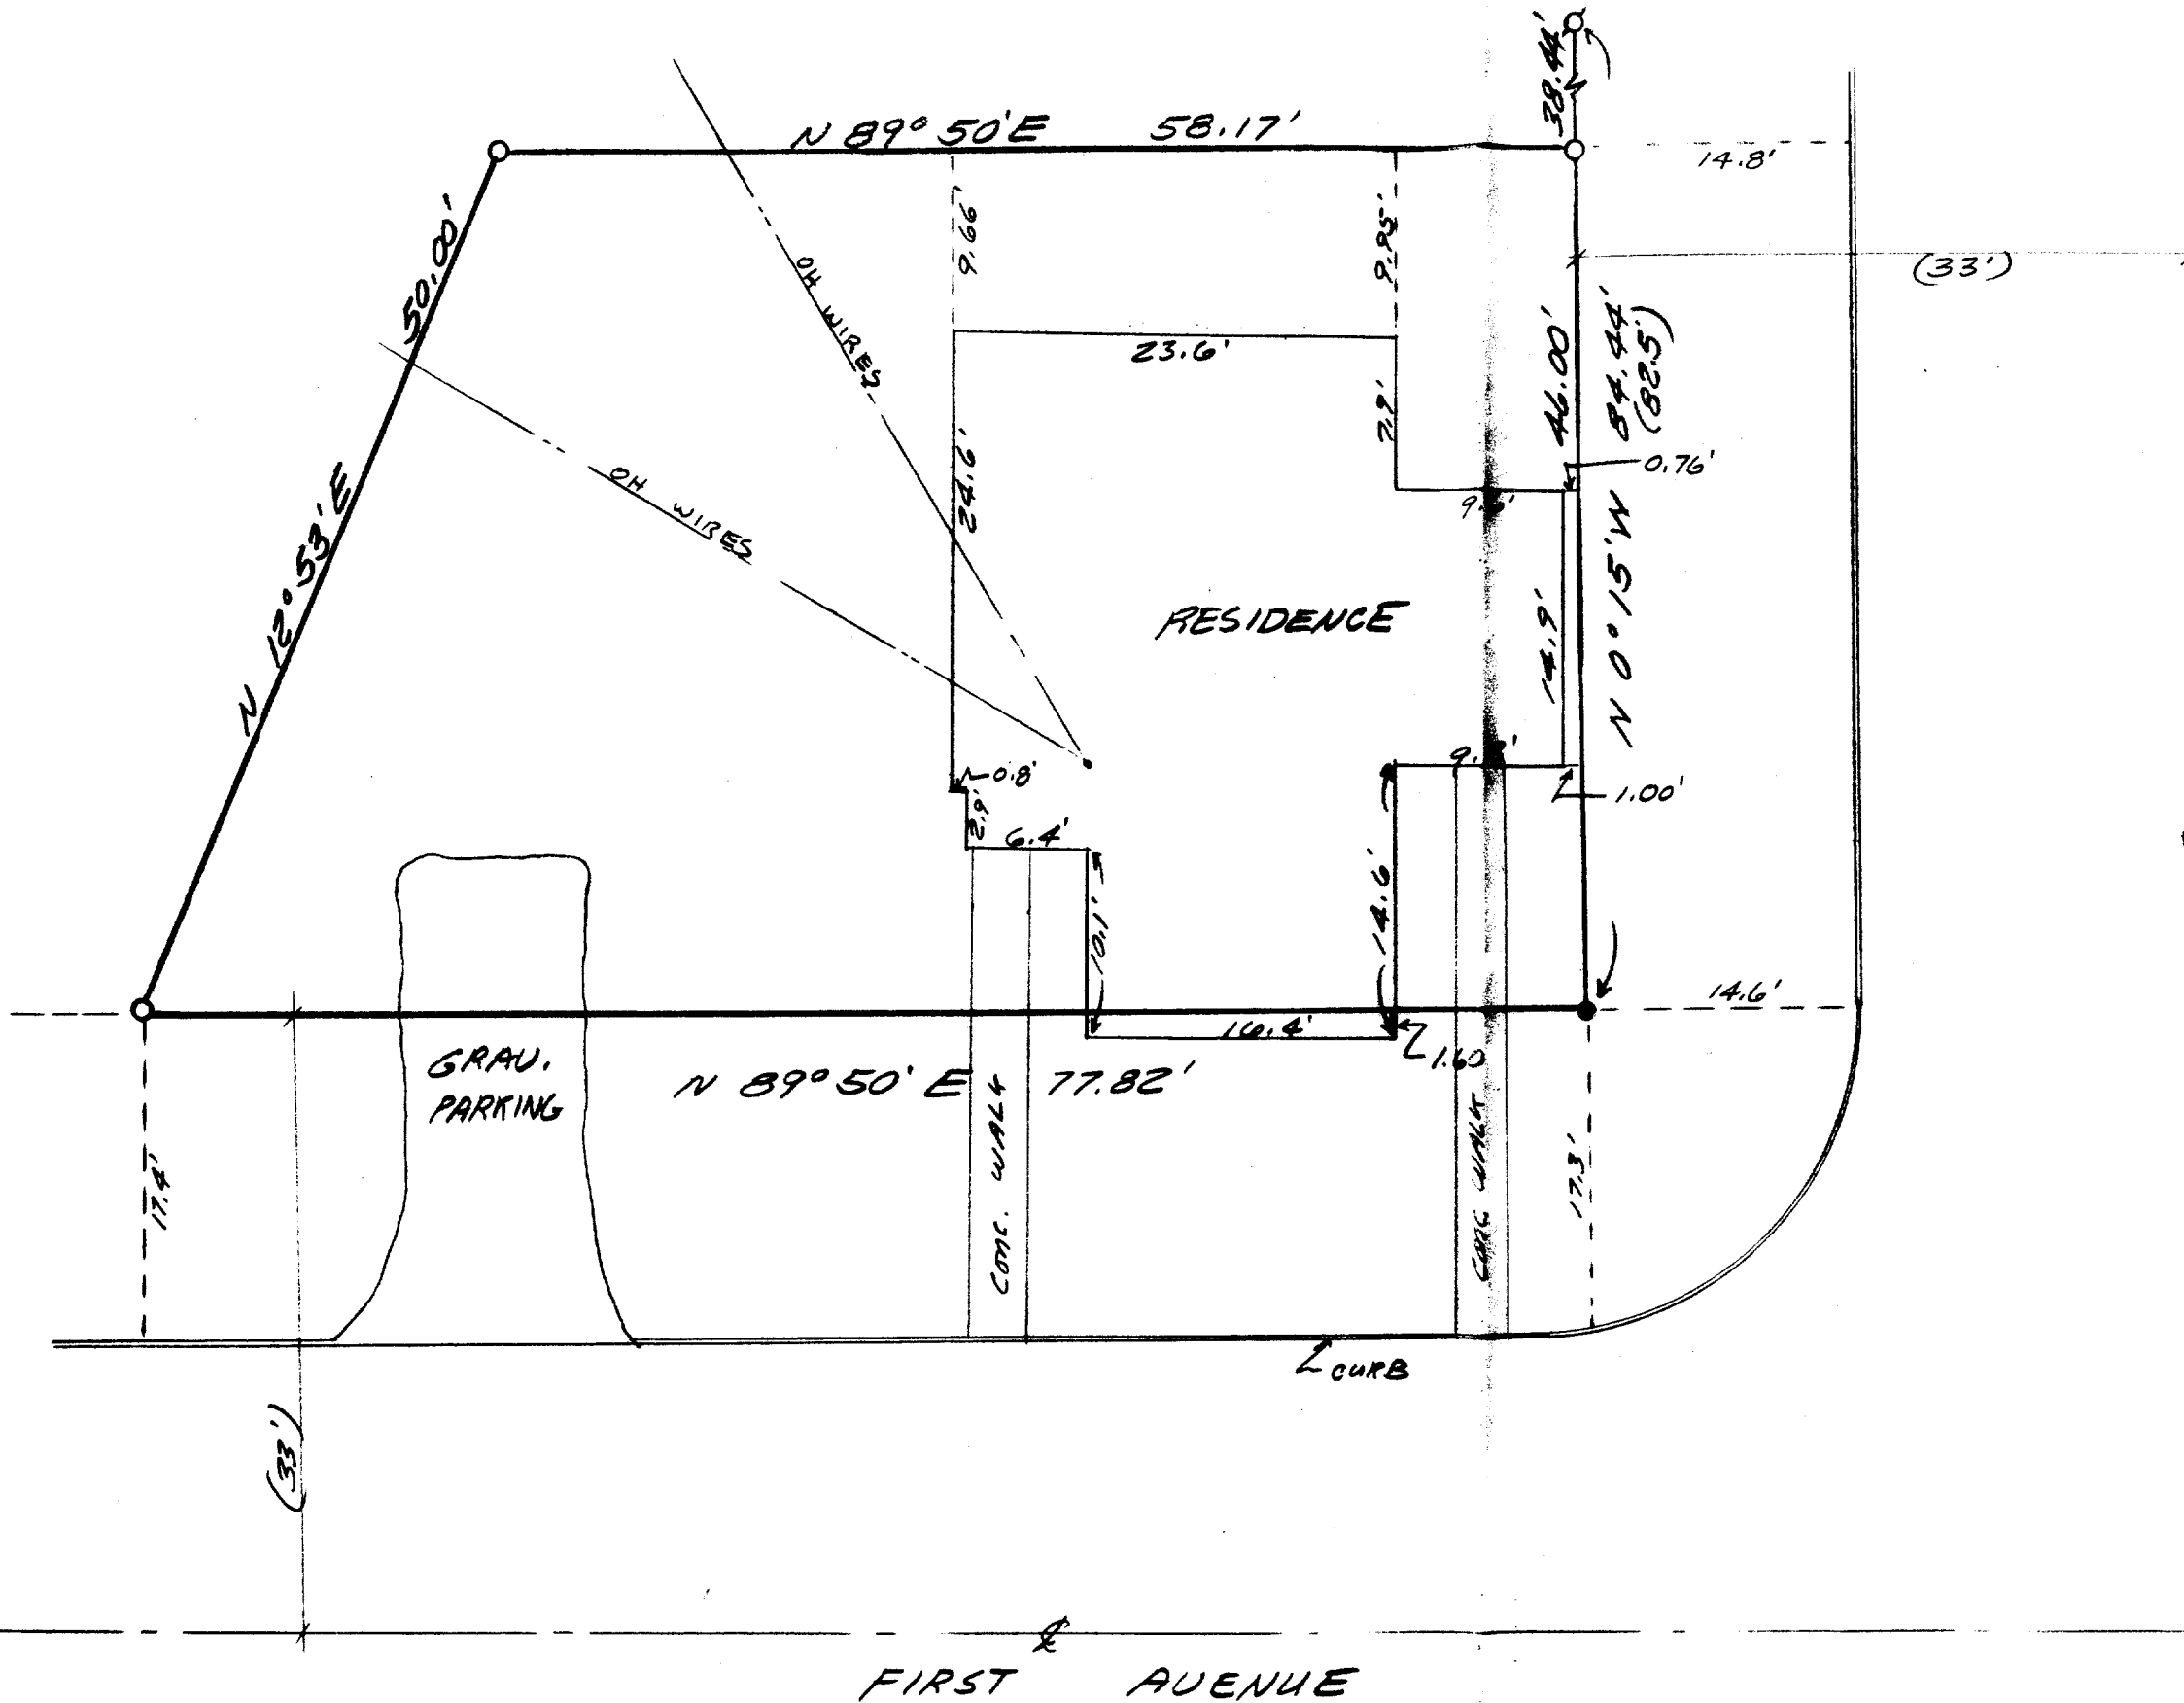 38.44'
N 89° 50' E 58.17'
14.8'
50.00'
9.66'
9.95'
(33')
OH WIRES
23.6'
46.00'
84.44'
(82.5')
7.9'
0.76'
24.6'
OH WIRES
N 12° 53' E
RESIDENCE
14.9'
N 0° 15' W
0.8'
1.00'
2.9'
6.4'
14.6'
10.1'
14.6'
16.4'
1.60
GRAV.
PARKING
N 89° 50' E 77.82'
CONC. WALK
CONC WALK
17.4'
17.3'
CURB
(33')
℄
FIRST AVENUE